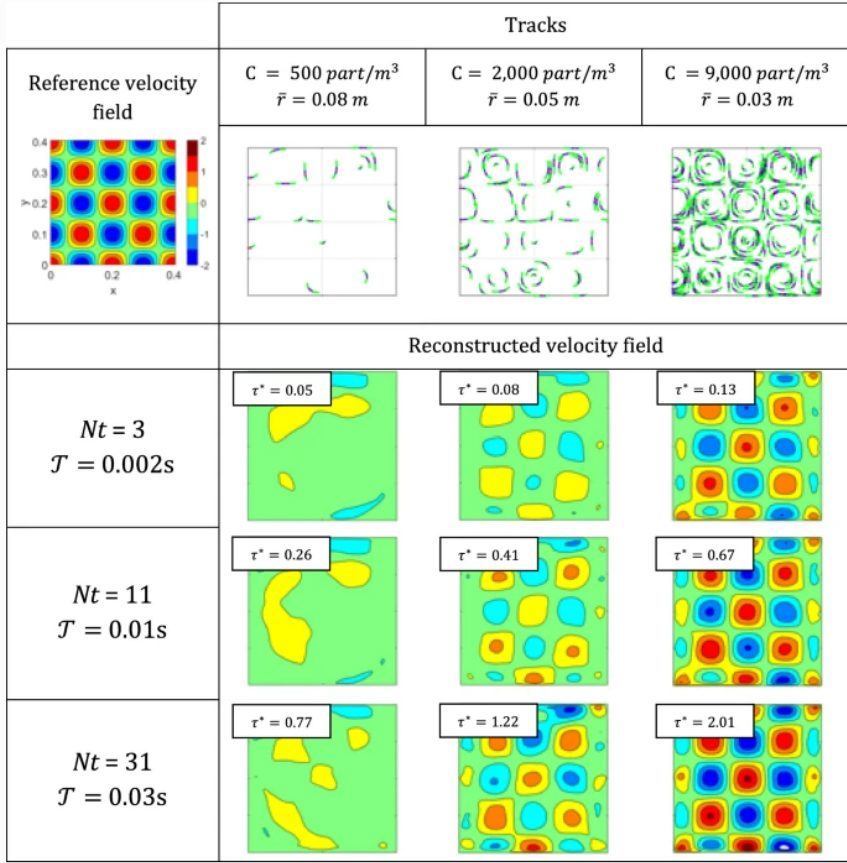 Tracks
Reference velocity
field
C = 500 part/m³
r̄ = 0.08 m
C = 2,000 part/m³
r̄ = 0.05 m
C = 9,000 part/m³
r̄ = 0.03 m
0.4
0.3
0.2
0.1
0
y
0
0.2
0.4
x
2
1
0
-1
-2
Reconstructed velocity field
Nt = 3
𝒯 = 0.002s
τ* = 0.05
τ* = 0.08
τ* = 0.13
Nt = 11
𝒯 = 0.01s
τ* = 0.26
τ* = 0.41
τ* = 0.67
Nt = 31
𝒯 = 0.03s
τ* = 0.77
τ* = 1.22
τ* = 2.01